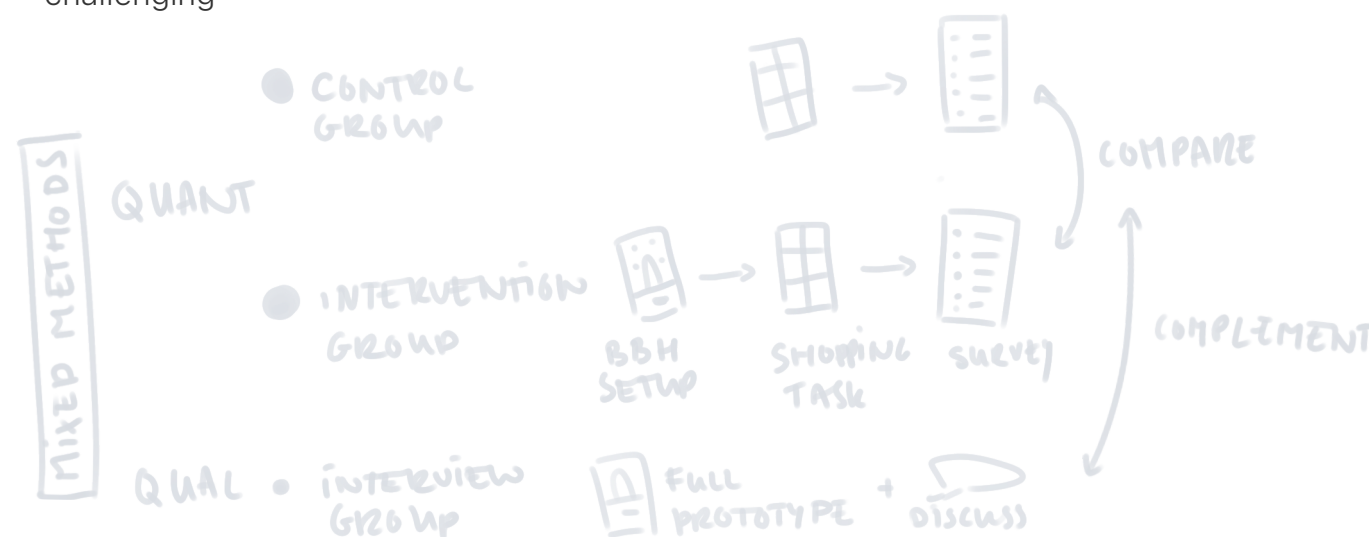 challenging
CONTROL
GROUP
COMPARE
MIXED METHODS
QUANT
INTERVENTION
GROUP
BBH
SETUP
SHOPPING
TASK
SURVEY
COMPLEMENT
QUAL
INTERVIEW
GROUP
FULL
PROTOTYPE
+
DISCUSS